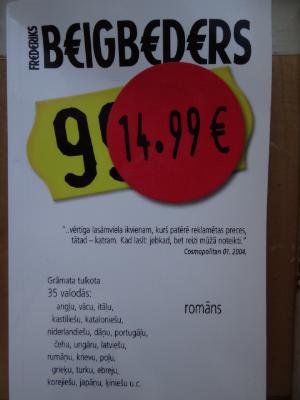 FREDERIKS
B€IGB€D€RS
99
14.99 €
"..vērtīga lasāmviela ikvienam, kurš patērē reklamētas preces,
tātad – katram. Kad lasīt: jebkad, bet reizi mūžā noteikti."
Cosmopolitan 01. 2004.
Grāmata tulkota
35 valodās:
angļu, vācu, itāļu,
kastīliešu, kataloniešu,
nīderlandiešu, dāņu, portugāļu,
čehu, ungāru, latviešu,
rumāņu, krievu, poļu,
grieķu, turku, ebreju,
korejiešu, japāņu, ķīniešu u.c.
romāns